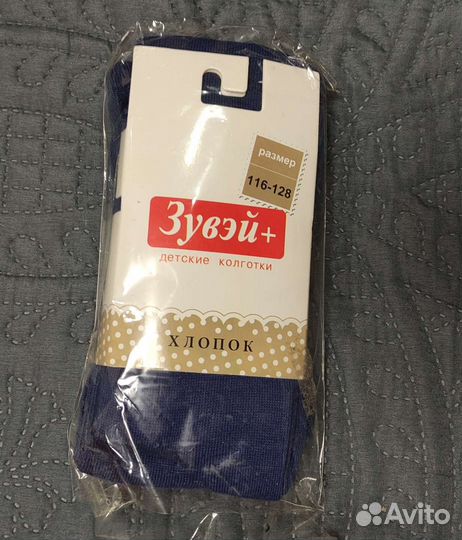 размер
116-128
Зувэй+
детские колготки
ХЛОПОК
Avito